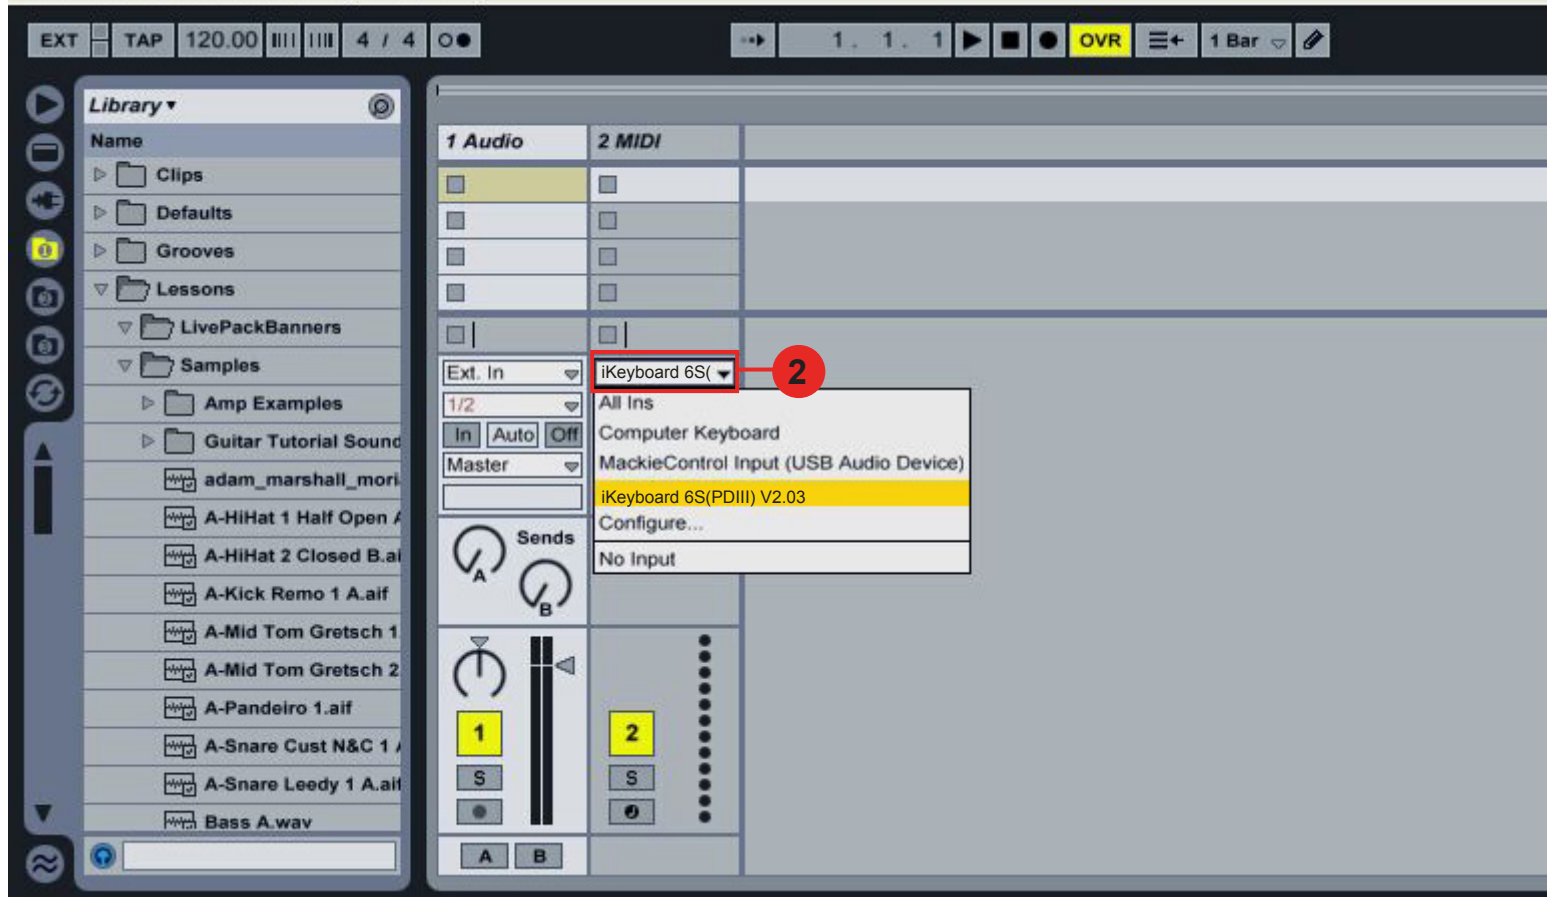 EXT TAP 120.00 4 / 4 1. 1. 1 OVR 1 Bar
Library
Name
Clips
Defaults
Grooves
Lessons
LivePackBanners
Samples
Amp Examples
Guitar Tutorial Sound
adam_marshall_mori
A-HiHat 1 Half Open
A-HiHat 2 Closed B.ai
A-Kick Remo 1 A.aif
A-Mid Tom Gretsch 1
A-Mid Tom Gretsch 2
A-Pandeiro 1.aif
A-Snare Cust N&C 1
A-Snare Leedy 1 A.aif
Bass A.wav
1 Audio
Ext. In
1/2
In Auto Off
Master
Sends
A
B
1
S
A B
2 MIDI
iKeyboard 6S(
2
All Ins
Computer Keyboard
MackieControl Input (USB Audio Device)
iKeyboard 6S(PDIII) V2.03
Configure...
No Input
2
S